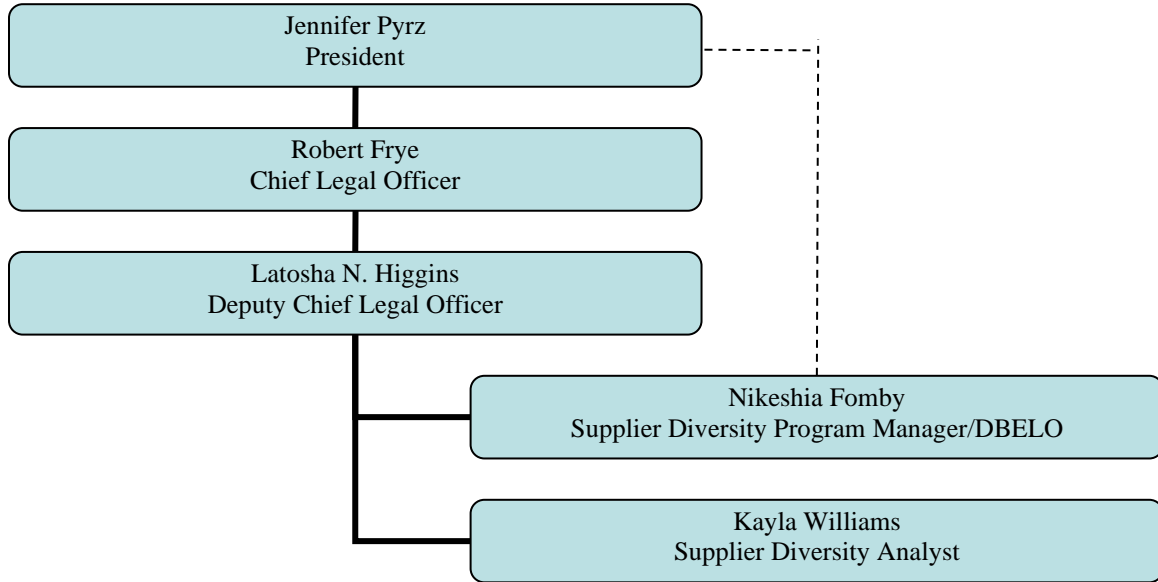 Jennifer Pyrz
President
Robert Frye
Chief Legal Officer
Latosha N. Higgins
Deputy Chief Legal Officer
Nikeshia Fomby
Supplier Diversity Program Manager/DBELO
Kayla Williams
Supplier Diversity Analyst